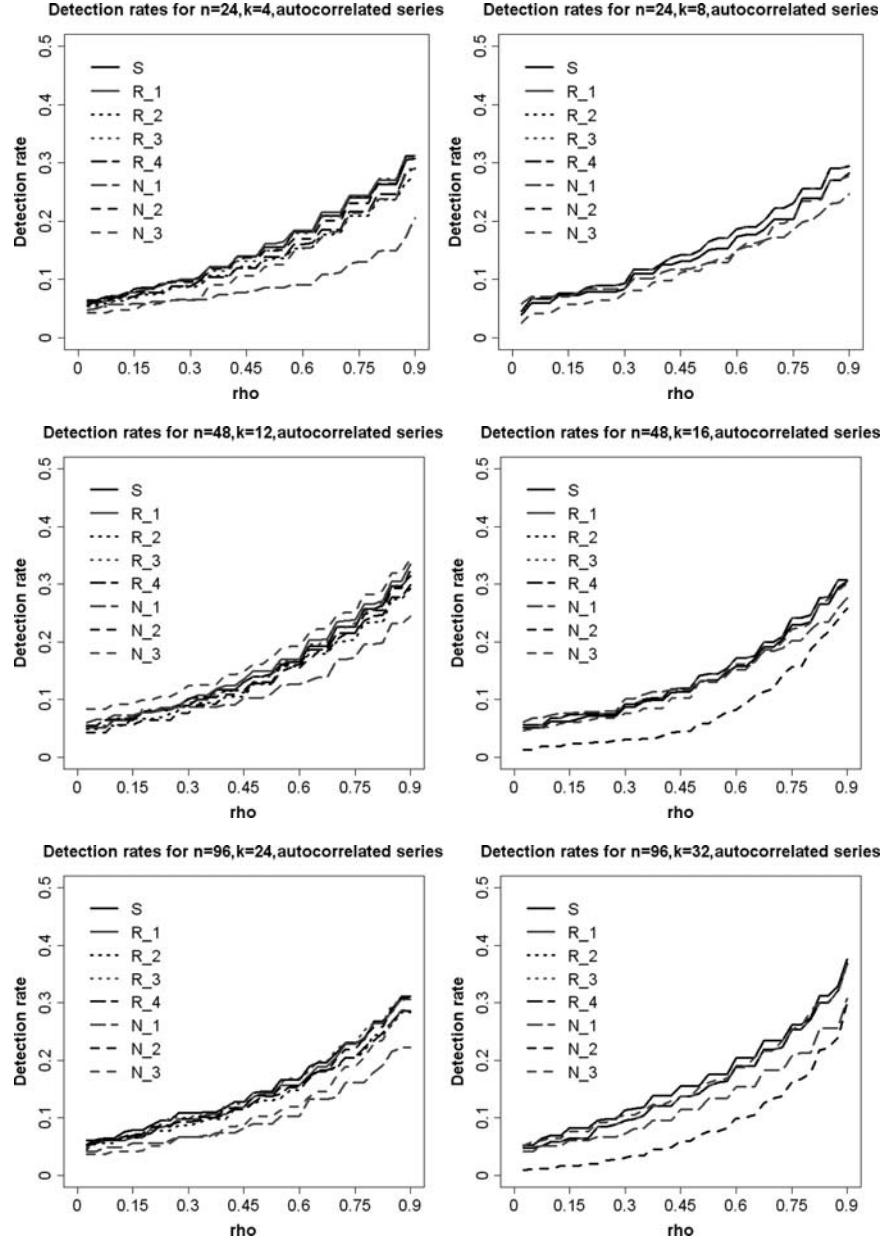 Detection rates for n=24,k=4,autocorrelated series
0.5
0.4
0.3
0.2
0.1
0
Detection rate
S
R_1
R_2
R_3
R_4
N_1
N_2
N_3
0 0.15 0.3 0.45 0.6 0.75 0.9
rho
Detection rates for n=24,k=8,autocorrelated series
0.5
0.4
0.3
0.2
0.1
0
Detection rate
S
R_1
R_2
R_3
R_4
N_1
N_2
N_3
0 0.15 0.3 0.45 0.6 0.75 0.9
rho
Detection rates for n=48,k=12,autocorrelated series
0.5
0.4
0.3
0.2
0.1
0
Detection rate
S
R_1
R_2
R_3
R_4
N_1
N_2
N_3
0 0.15 0.3 0.45 0.6 0.75 0.9
rho
Detection rates for n=48,k=16,autocorrelated series
0.5
0.4
0.3
0.2
0.1
0
Detection rate
S
R_1
R_2
R_3
R_4
N_1
N_2
N_3
0 0.15 0.3 0.45 0.6 0.75 0.9
rho
Detection rates for n=96,k=24,autocorrelated series
0.5
0.4
0.3
0.2
0.1
0
Detection rate
S
R_1
R_2
R_3
R_4
N_1
N_2
N_3
0 0.15 0.3 0.45 0.6 0.75 0.9
rho
Detection rates for n=96,k=32,autocorrelated series
0.5
0.4
0.3
0.2
0.1
0
Detection rate
S
R_1
R_2
R_3
R_4
N_1
N_2
N_3
0 0.15 0.3 0.45 0.6 0.75 0.9
rho